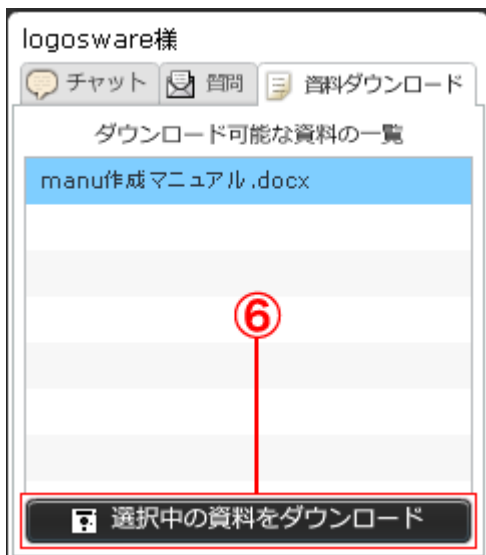 logosware様
チャット 質問 資料ダウンロード
ダウンロード可能な資料の一覧
manu作成マニュアル.docx
⑥
選択中の資料をダウンロード